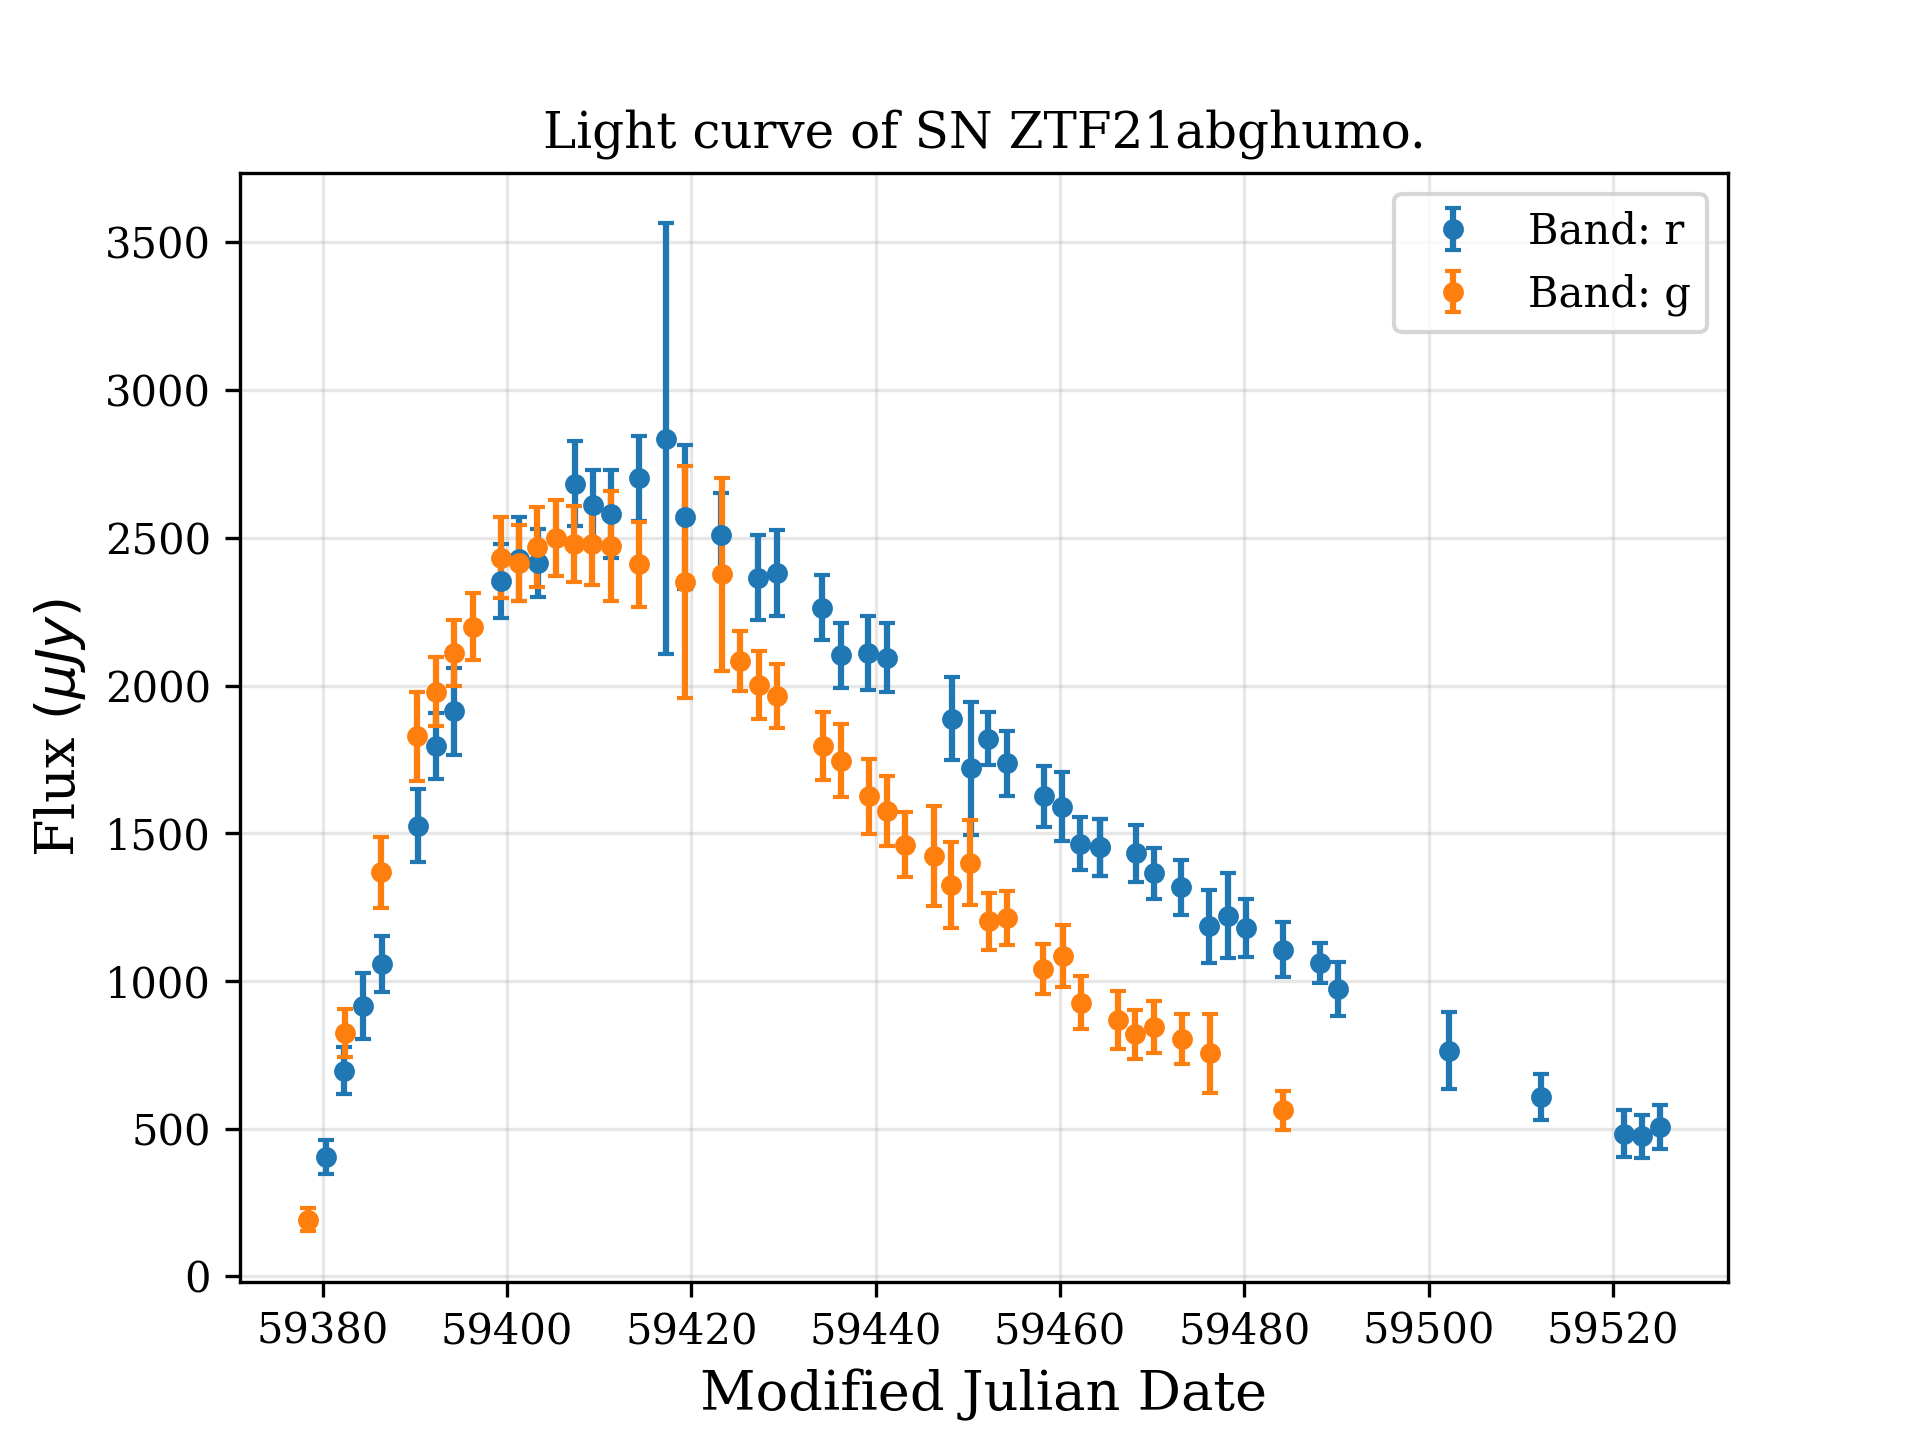 Light curve of SN ZTF21abghumo.
Band: r
Band: g
Flux (μJy)
3500
3000
2500
2000
1500
1000
500
0
59380 59400 59420 59440 59460 59480 59500 59520
Modified Julian Date